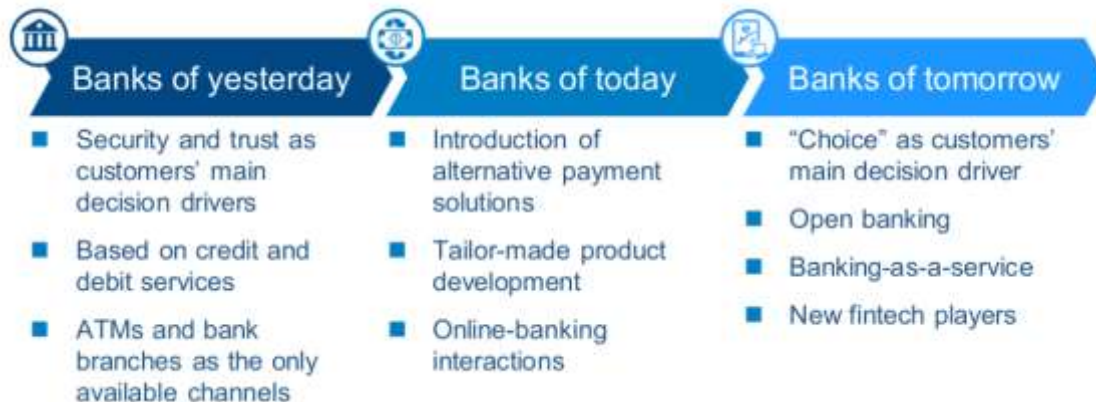 Banks of yesterday
Security and trust as
customers’ main
decision drivers
Based on credit and
debit services
ATMs and bank
branches as the only
available channels
Banks of today
Introduction of
alternative payment
solutions
Tailor-made product
development
Online-banking
interactions
Banks of tomorrow
“Choice” as customers’
main decision driver
Open banking
Banking-as-a-service
New fintech players